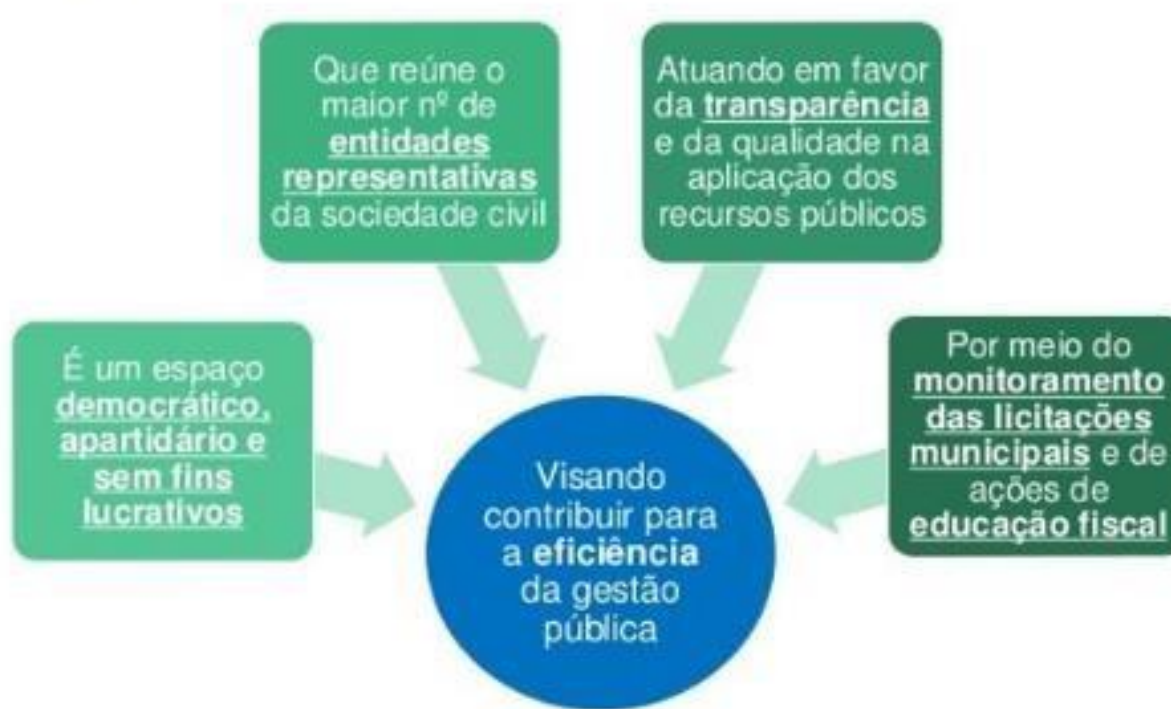 É um espaço
democrático,
apartidário e
sem fins
lucrativos
Que reúne o
maior nº de
entidades
representativas
da sociedade civil
Atuando em favor
da transparência
e da qualidade na
aplicação dos
recursos públicos
Por meio do
monitoramento
das licitações
municipais e de
ações de
educação fiscal
Visando
contribuir para
a eficiência
da gestão
pública